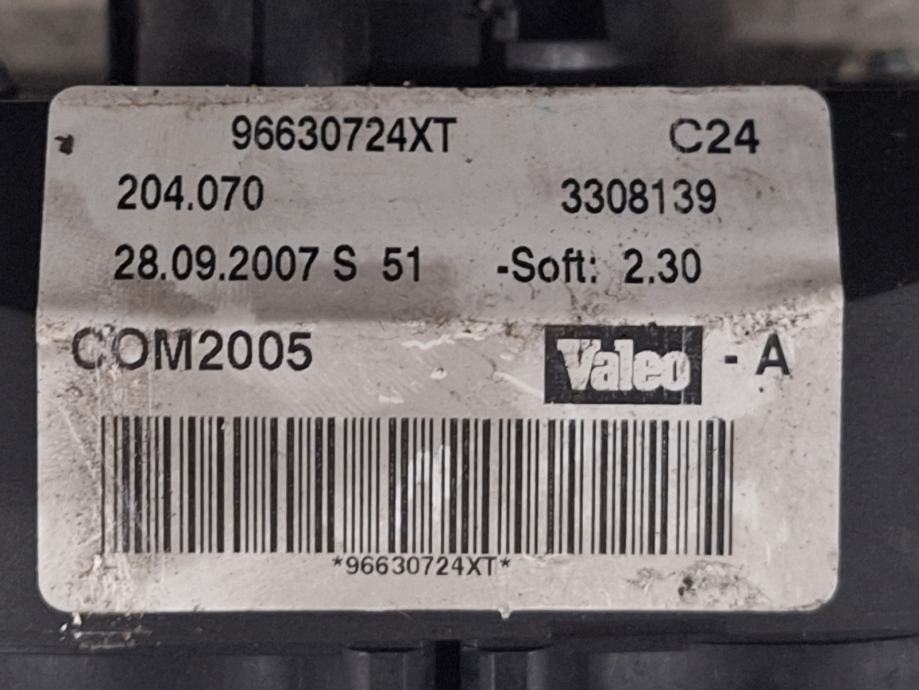 96630724XT C24
204.070 3308139
28.09.2007 S 51 -Soft: 2.30
COM2005 Valeo - A
*96630724XT*